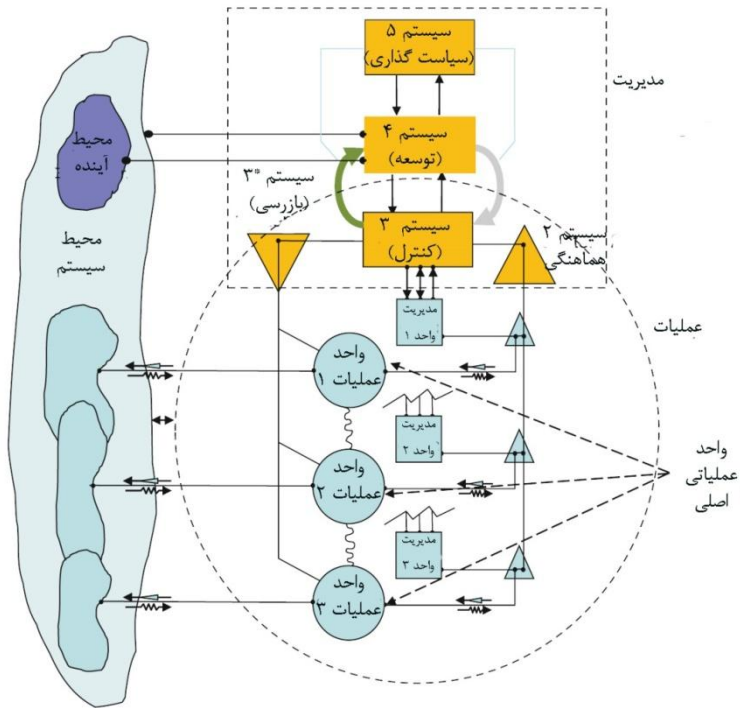 سیستم ۵
(سیاست گذاری)
مدیریت
سیستم ۴
(توسعه)
محیط
آینده
سیستم *۳
(بازرسی)
سیستم ۳
(کنترل)
سیستم ۲
هماهنگی
محیط
سیستم
مدیریت
واحد ۱
عملیات
واحد
عملیات ۱
مدیریت
واحد ۲
واحد
عملیاتی
اصلی
واحد
عملیات ۲
مدیریت
واحد ۳
واحد
عملیات ۳